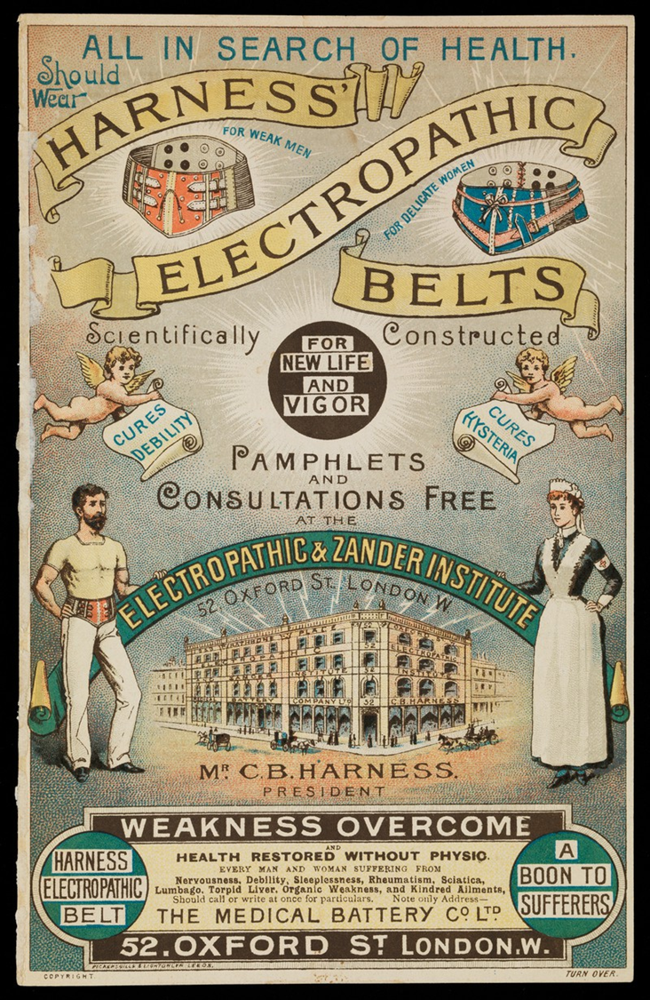 ALL IN SEARCH OF HEALTH.
Should
Wear
HARNESS'
FOR WEAK MEN
ELECTROPATHIC
FOR DELICATE WOMEN
BELTS
Scientifically Constructed
FOR
NEW LIFE
AND
VIGOR
CURES
DEBILITY
CURES
HYSTERIA
PAMPHLETS
AND
CONSULTATIONS FREE
AT THE
ELECTROPATHIC & ZANDER INSTITUTE
52. OXFORD ST. LONDON W.
BATTERY COMPANY LTD 52 C.B. HARNESS
MR. C.B. HARNESS.
PRESIDENT
WEAKNESS OVERCOME
AND
HEALTH RESTORED WITHOUT PHYSIC.
EVERY MAN AND WOMAN SUFFERING FROM
Nervousness, Debility, Sleeplessness, Rheumatism, Sciatica,
Lumbago, Torpid Liver, Organic Weakness, and Kindred Ailments,
Should call or write at once for particulars. Note only Address—
THE MEDICAL BATTERY CO. LTD
52. OXFORD ST LONDON. W.
HARNESS
ELECTROPATHIC
BELT
A
BOON TO
SUFFERERS
COPYRIGHT.
TURN OVER.